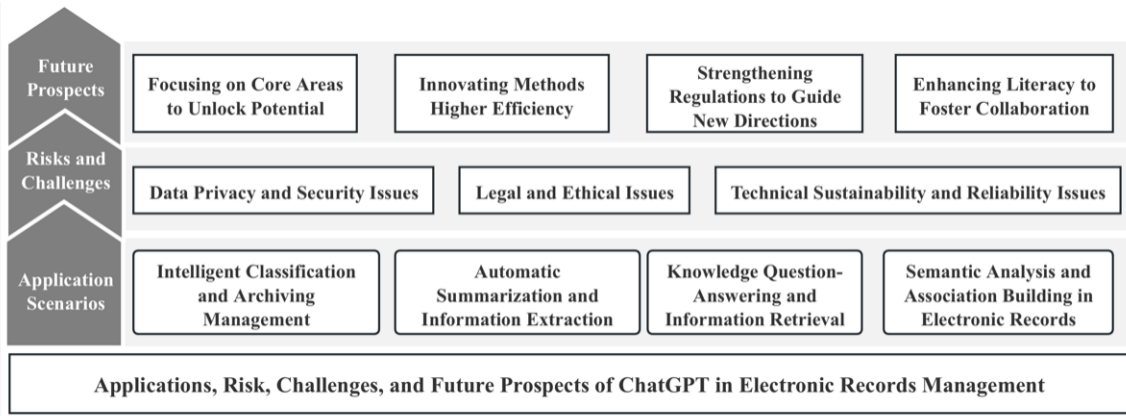 Future
Prospects
Focusing on Core Areas
to Unlock Potential
Innovating Methods
Higher Efficiency
Strengthening
Regulations to Guide
New Directions
Enhancing Literacy to
Foster Collaboration
Risks and
Challenges
Data Privacy and Security Issues
Legal and Ethical Issues
Technical Sustainability and Reliability Issues
Application
Scenarios
Intelligent Classification
and Archiving
Management
Automatic
Summarization and
Information Extraction
Knowledge Question-
Answering and
Information Retrieval
Semantic Analysis and
Association Building in
Electronic Records
Applications, Risk, Challenges, and Future Prospects of ChatGPT in Electronic Records Management